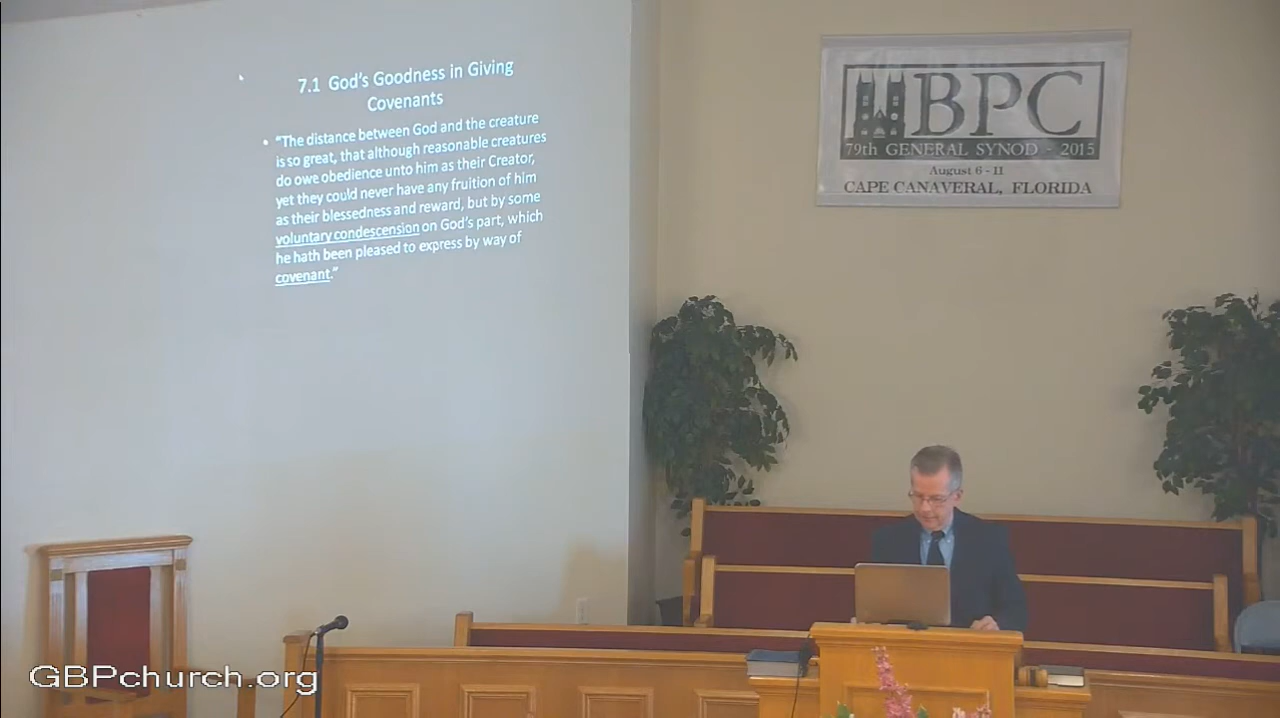 7.1 God's Goodness in Giving
Covenants
• "The distance between God and the creature
is so great, that although reasonable creatures
do owe obedience unto him as their Creator,
yet they could never have any fruition of him
as their blessedness and reward, but by some
voluntary condescension on God's part, which
he hath been pleased to express by way of
covenant."
BPC
79th GENERAL SYNOD - 2015
August 6 - 11
CAPE CANAVERAL, FLORIDA
GBPchurch.org